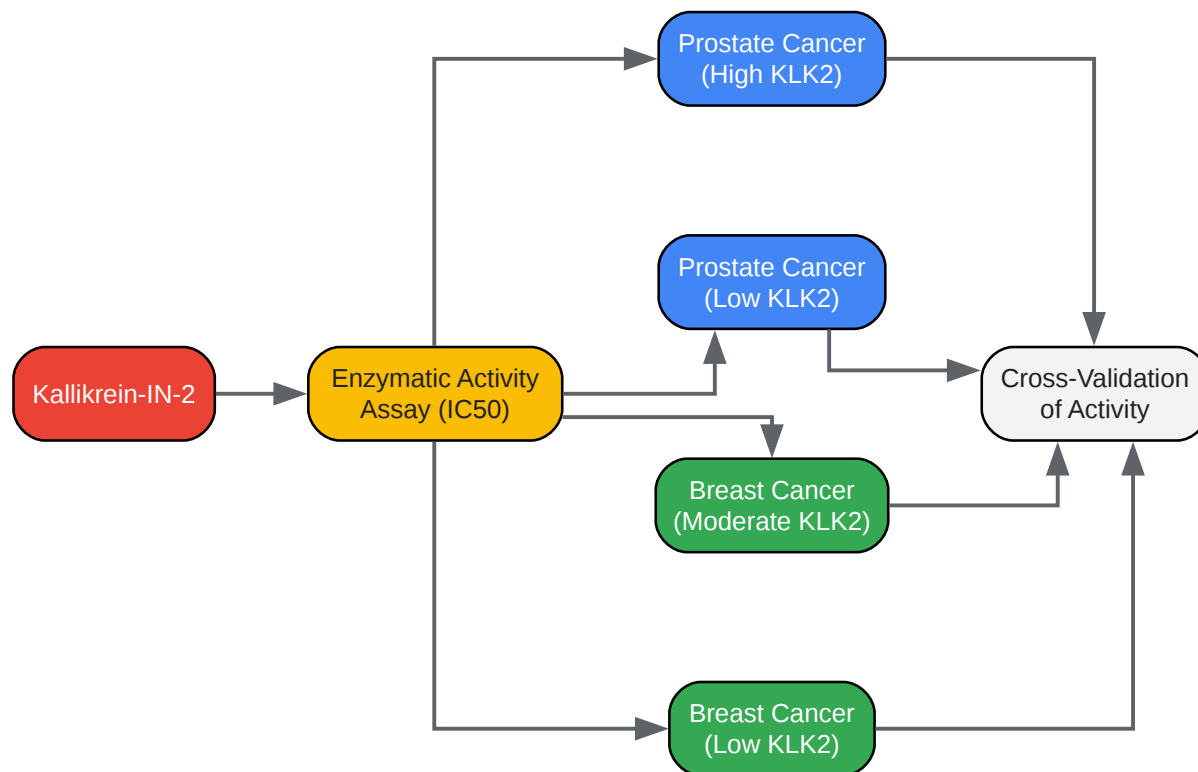 Prostate Cancer
(High KLK2)
Prostate Cancer
(Low KLK2)
Kallikrein-IN-2
Enzymatic Activity
Assay (IC50)
Cross-Validation
of Activity
Breast Cancer
(Moderate KLK2)
Breast Cancer
(Low KLK2)